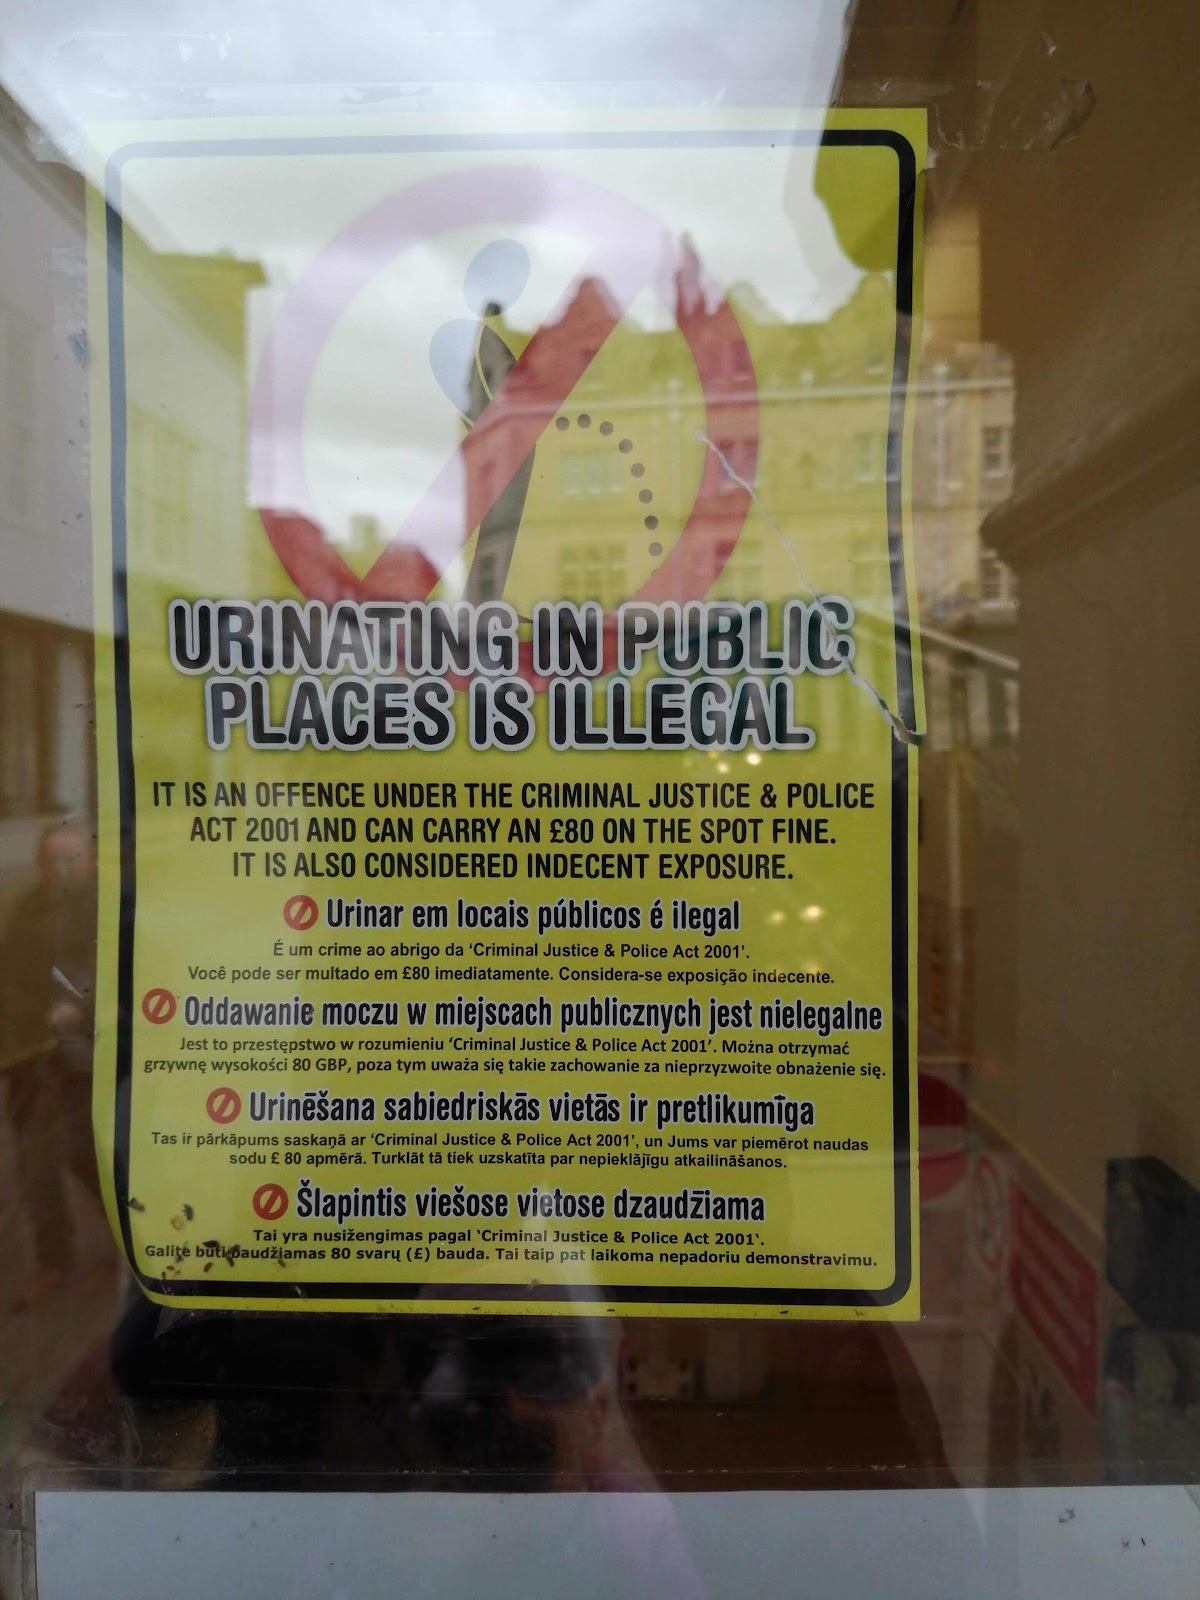 URINATING IN PUBLIC
PLACES IS ILLEGAL
IT IS AN OFFENCE UNDER THE CRIMINAL JUSTICE & POLICE
ACT 2001 AND CAN CARRY AN £80 ON THE SPOT FINE.
IT IS ALSO CONSIDERED INDECENT EXPOSURE.
Urinar em locais públicos é ilegal
É um crime ao abrigo da ‘Criminal Justice & Police Act 2001’.
Você pode ser multado em £80 imediatamente. Considera-se exposição indecente.
Oddawanie moczu w miejscach publicznych jest nielegalne
Jest to przestępstwo w rozumieniu ‘Criminal Justice & Police Act 2001’. Można otrzymać
grzywnę wysokości 80 GBP, poza tym uważa się takie zachowanie za nieprzyzwoite obnażenie się.
Urinēšana sabiedriskās vietās ir pretlikumīga
Tas ir pārkāpums saskaņā ar ‘Criminal Justice & Police Act 2001’, un Jums var piemērot naudas
sodu £ 80 apmērā. Turklāt tā tiek uzskatīta par nepieklājīgu atkailināšanos.
Šlapintis viešose vietose dzaudžiama
Tai yra nusižengimas pagal ‘Criminal Justice & Police Act 2001‘.
Galite būti baudžiamas 80 svarų (£) bauda. Tai taip pat laikoma nepadoriu demonstravimu.